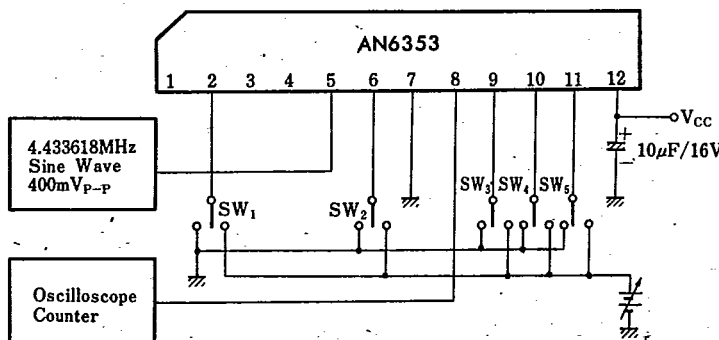 AN6353
1 2 3 4 5 6 7 8 9 10 11 12
4.433618MHz
Sine Wave
400mVP-P
VCC
+
−
10μF/16V
SW1
SW2
SW3
SW4
SW5
Oscilloscope
Counter